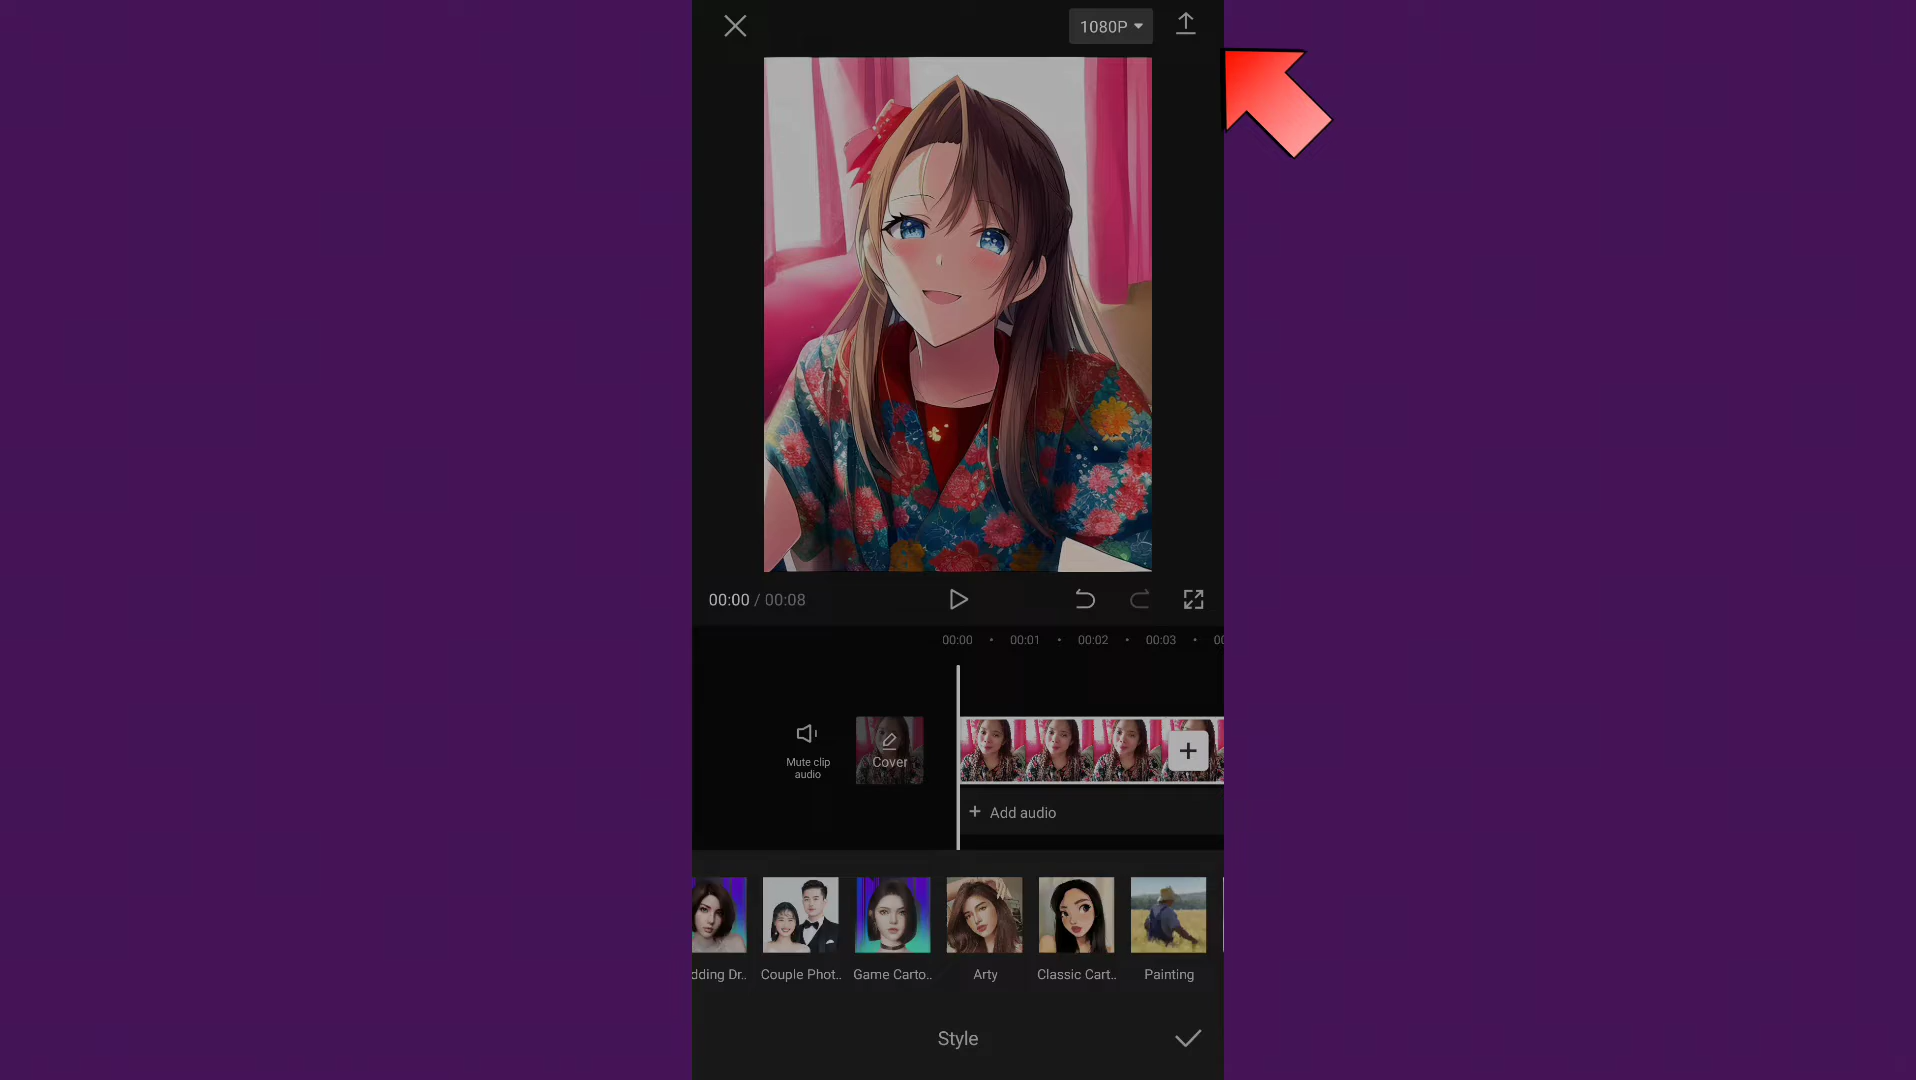 1080P
00:00 / 00:08
00:00 00:01 00:02 00:03
Mute clip
audio
Cover
Add audio
dding Dr..
Couple Phot..
Game Carto..
Arty
Classic Cart..
Painting
Style